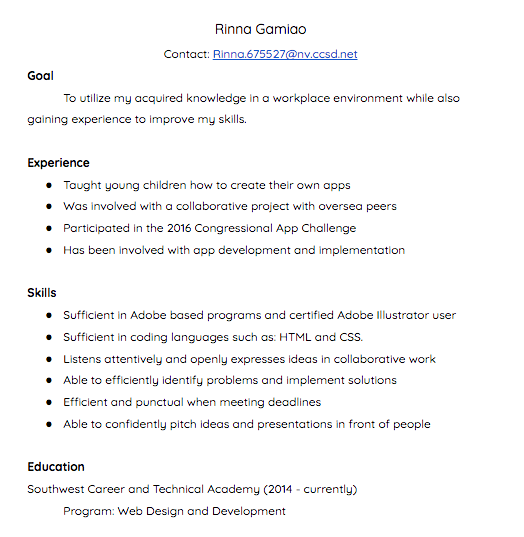 Rinna Gamiao
Contact: Rinna.675527@nv.ccsd.net
Goal
To utilize my acquired knowledge in a workplace environment while also
gaining experience to improve my skills.
Experience
● Taught young children how to create their own apps
● Was involved with a collaborative project with oversea peers
● Participated in the 2016 Congressional App Challenge
● Has been involved with app development and implementation
Skills
● Sufficient in Adobe based programs and certified Adobe Illustrator user
● Sufficient in coding languages such as: HTML and CSS.
● Listens attentively and openly expresses ideas in collaborative work
● Able to efficiently identify problems and implement solutions
● Efficient and punctual when meeting deadlines
● Able to confidently pitch ideas and presentations in front of people
Education
Southwest Career and Technical Academy (2014 - currently)
Program: Web Design and Development